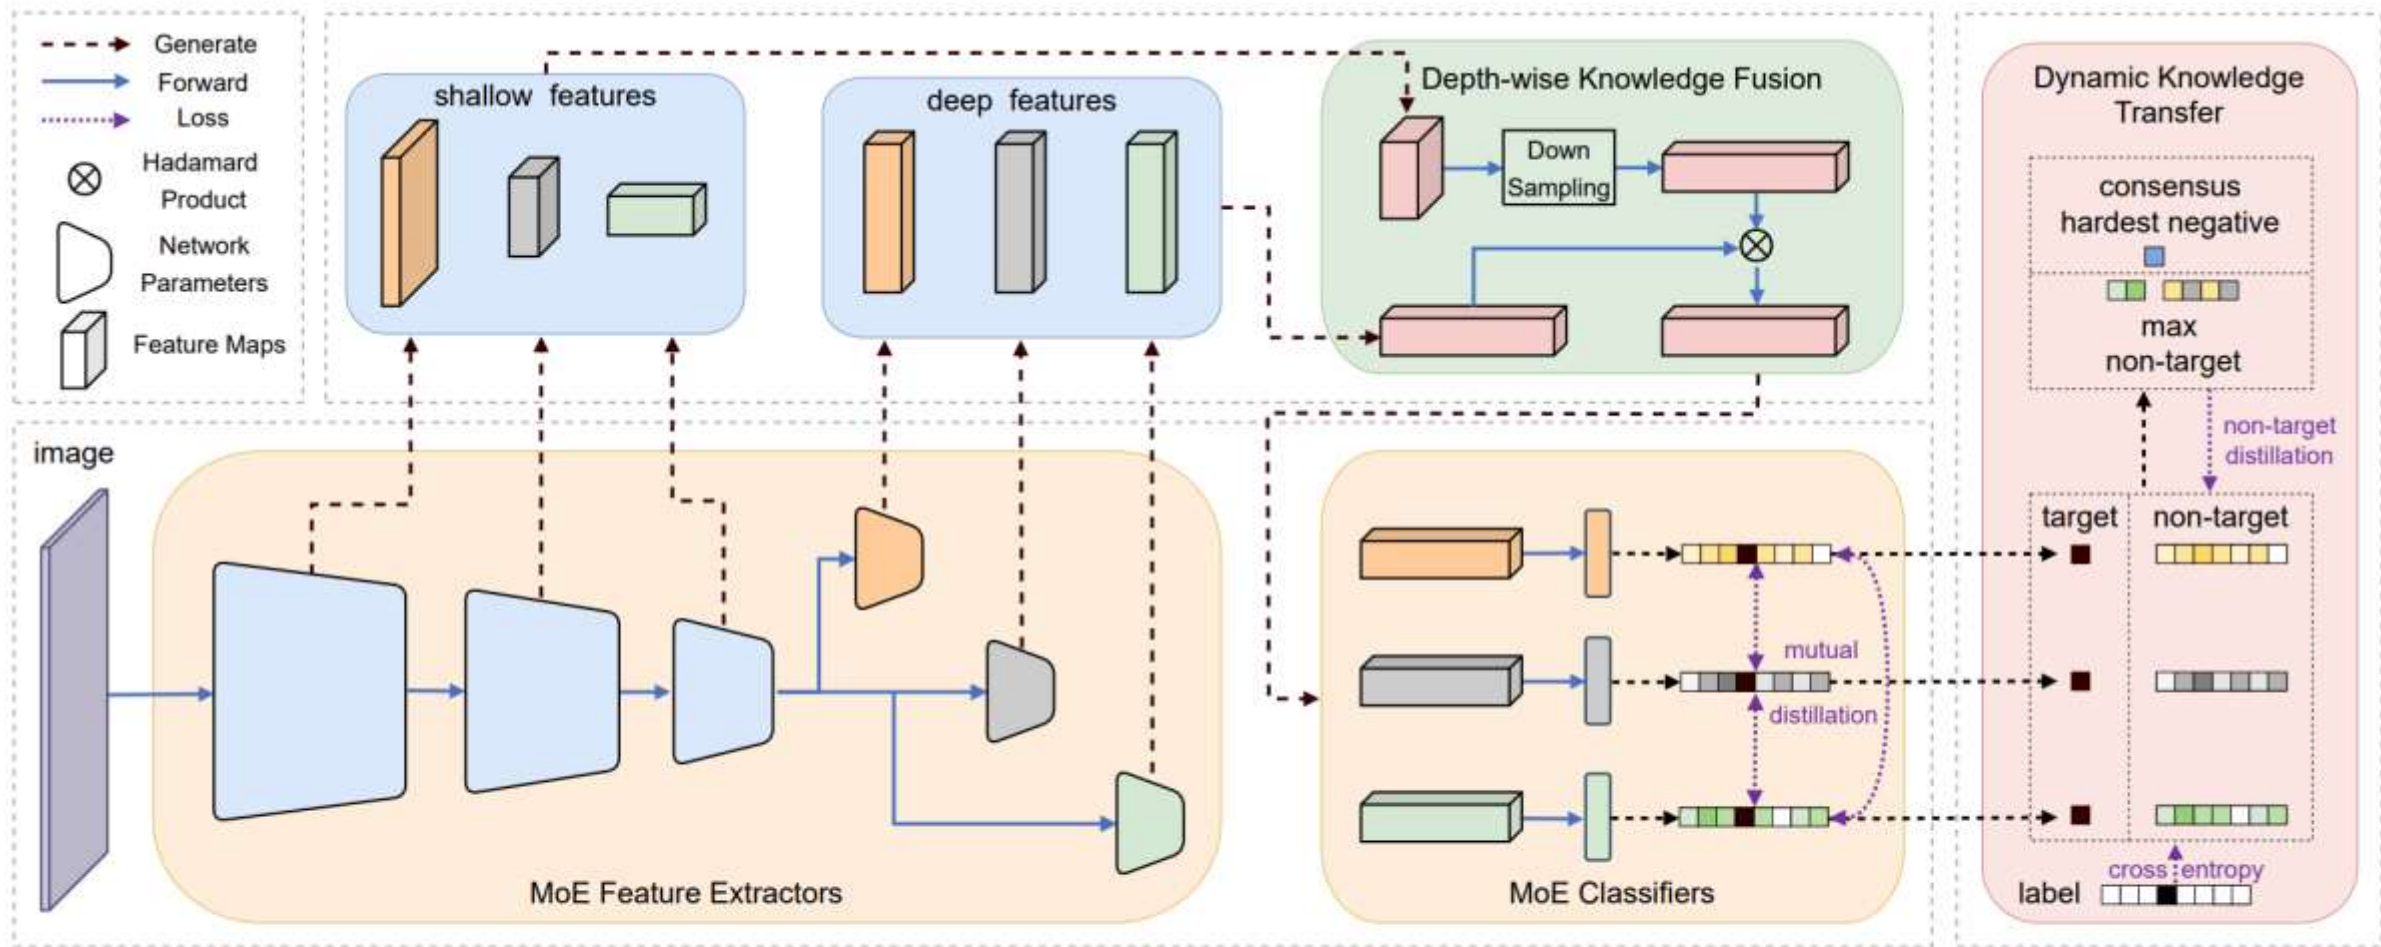 Generate
Forward
Loss
Hadamard
Product
Network
Parameters
Feature Maps
shallow features
deep features
Depth-wise Knowledge Fusion
Down
Sampling
image
MoE Feature Extractors
mutual
distillation
MoE Classifiers
Dynamic Knowledge
Transfer
consensus
hardest negative
max
non-target
non-target
distillation
target non-target
cross entropy
label